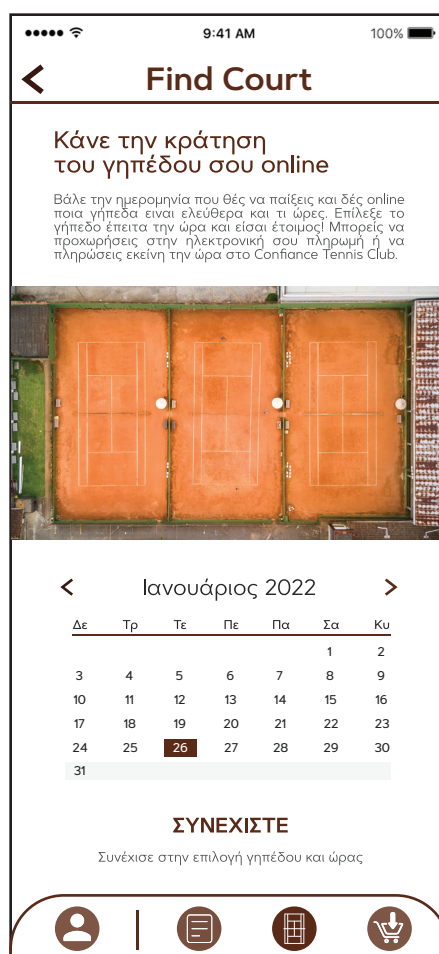 9:41 AM
100%
Find Court
Κάνε την κράτηση
του γηπέδου σου online
Βάλε την ημερομηνία που θές να παίξεις και δές online
ποια γήπεδα ειναι ελεύθερα και τι ώρες. Επίλεξε το
γήπεδο έπειτα την ώρα και είσαι έτοιμος! Μπορείς να
προχωρήσεις στην ηλεκτρονική σου πληρωμή ή να
πληρώσεις εκείνη την ώρα στο Confiance Tennis Club.
Ιανουάριος 2022
Δε Τρ Τε Πε Πα Σα Κυ
1 2
3 4 5 6 7 8 9
10 11 12 13 14 15 16
17 18 19 20 21 22 23
24 25 26 27 28 29 30
31
ΣΥΝΕΧΙΣΤΕ
Συνέχισε στην επιλογή γηπέδου και ώρας